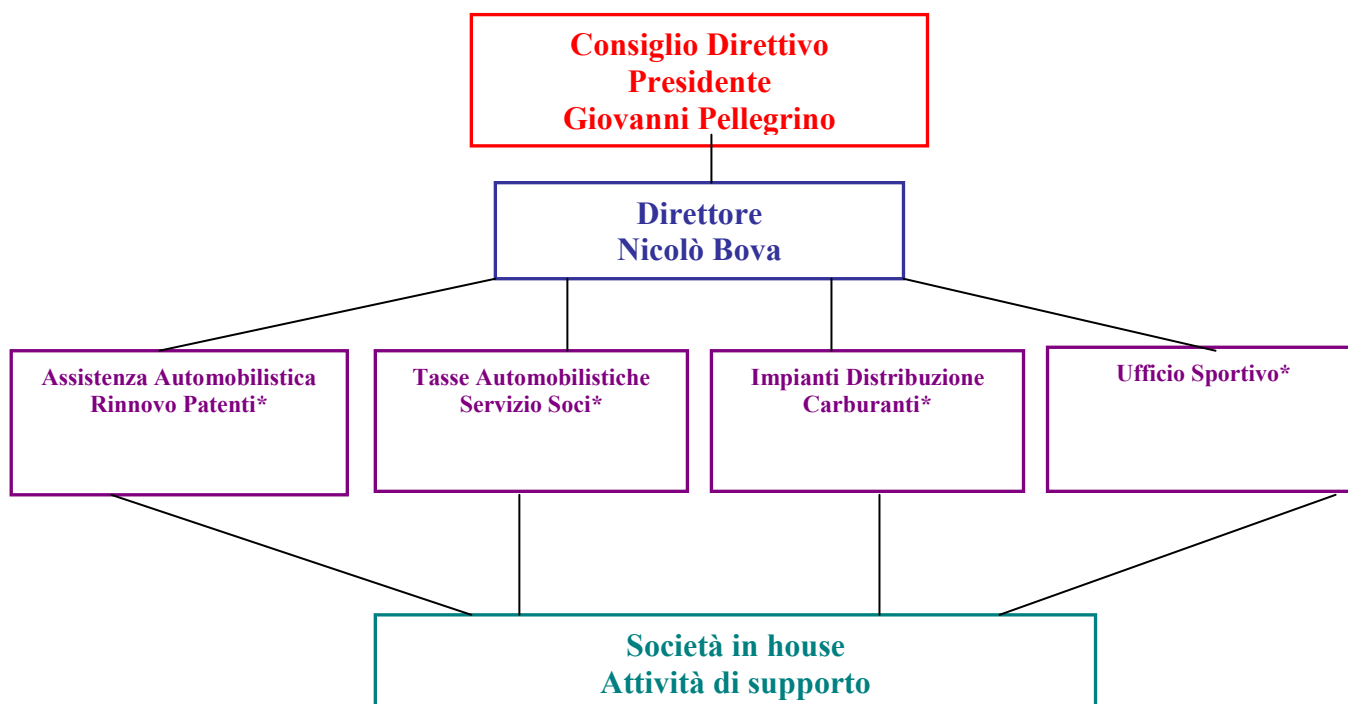 Consiglio Direttivo
Presidente
Giovanni Pellegrino
Direttore
Nicolò Bova
Assistenza Automobilistica
Rinnovo Patenti*
Tasse Automobilistiche
Servizio Soci*
Impianti Distribuzione
Carburanti*
Ufficio Sportivo*
Società in house
Attività di supporto